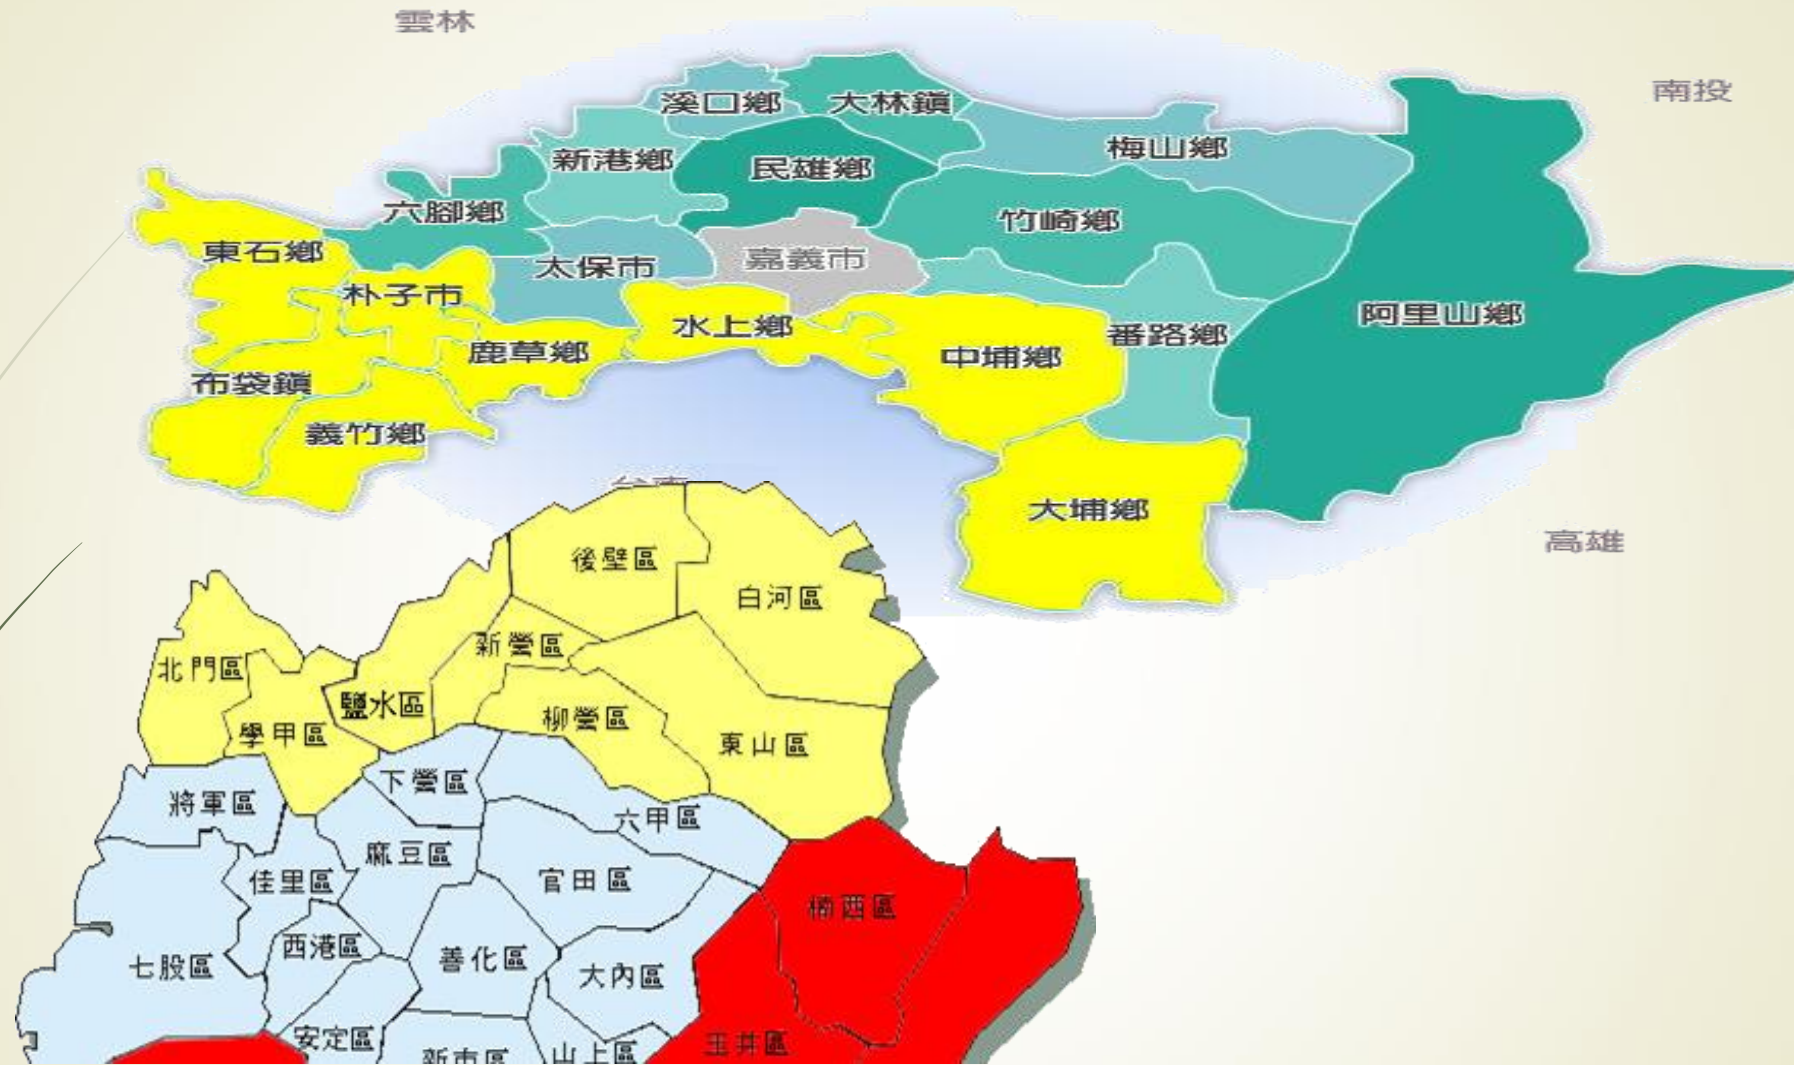 雲林
南投
溪口鄉
大林鎮
梅山鄉
新港鄉
民雄鄉
六腳鄉
竹崎鄉
東石鄉
太保市
嘉義市
朴子市
水上鄉
阿里山鄉
番路鄉
鹿草鄉
中埔鄉
布袋鎮
義竹鄉
大埔鄉
高雄
後壁區
白河區
新營區
北門區
鹽水區
柳營區
學甲區
東山區
下營區
將軍區
六甲區
麻豆區
佳里區
官田區
楠西區
西港區
善化區
七股區
大內區
安定區
玉井區
新市區
山上區